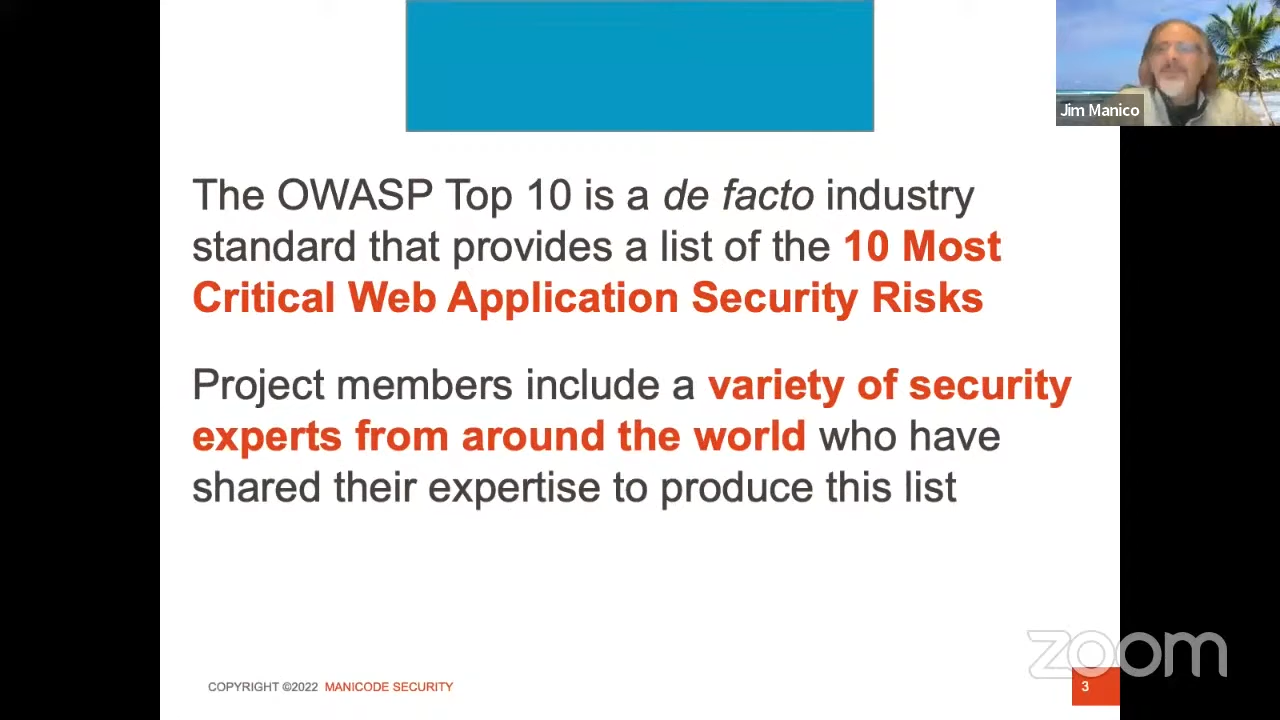 Jim Manico
The OWASP Top 10 is a de facto industry
standard that provides a list of the 10 Most
Critical Web Application Security Risks
Project members include a variety of security
experts from around the world who have
shared their expertise to produce this list
zoom
COPYRIGHT ©2022 MANICODE SECURITY
3